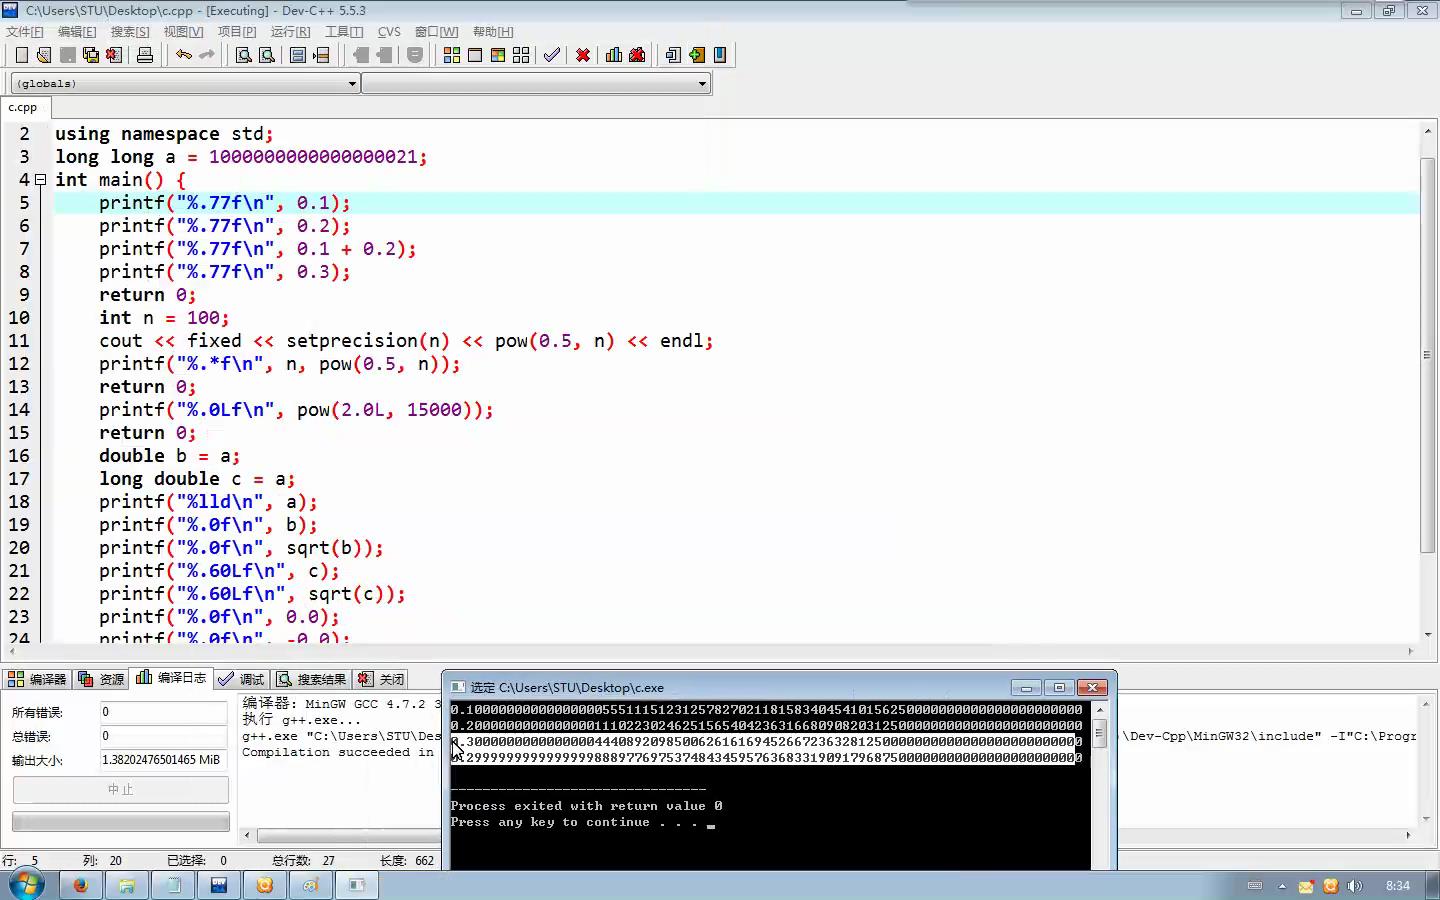 C:\Users\STU\Desktop\c.cpp - [Executing] - Dev-C++ 5.5.3
文件[F] 编辑[E] 搜索[S] 视图[V] 项目[P] 运行[R] 工具[T] CVS 窗口[W] 帮助[H]
(globals)
c.cpp
2 using namespace std;
3 long long a = 1000000000000000021;
4 int main() {
5 printf("%.77f\n", 0.1);
6 printf("%.77f\n", 0.2);
7 printf("%.77f\n", 0.1 + 0.2);
8 printf("%.77f\n", 0.3);
9 return 0;
10 int n = 100;
11 cout << fixed << setprecision(n) << pow(0.5, n) << endl;
12 printf("%.*f\n", n, pow(0.5, n));
13 return 0;
14 printf("%.0Lf\n", pow(2.0L, 15000));
15 return 0;
16 double b = a;
17 long double c = a;
18 printf("%lld\n", a);
19 printf("%.0f\n", b);
20 printf("%.0f\n", sqrt(b));
21 printf("%.60Lf\n", c);
22 printf("%.60Lf\n", sqrt(c));
23 printf("%.0f\n", 0.0);
24 printf("%.0f\n", -0.0);
编译器 资源 编译日志 调试 搜索结果 关闭
所有错误: 0
总错误: 0
输出大小: 1.38202476501465 MiB
中止
编译器: MinGW GCC 4.7.2 3
执行 g++.exe...
g++.exe "C:\Users\STU\Des
\Dev-Cpp\MinGW32\include" -I"C:\Progr
Compilation succeeded in
选定 C:\Users\STU\Desktop\c.exe
0.10000000000000000555111512312578270211815834045410156250000000000000000000000
0.20000000000000001110223024625156540423631668090820312500000000000000000000000
.30000000000000004440892098500626161694526672363281250000000000000000000000000
.29999999999999998889776975374843459576368331909179687500000000000000000000000
--------------------------------
Process exited with return value 0
Press any key to continue . . .
行: 5 列: 20 已选择: 0 总行数: 27 长度: 662
8:34